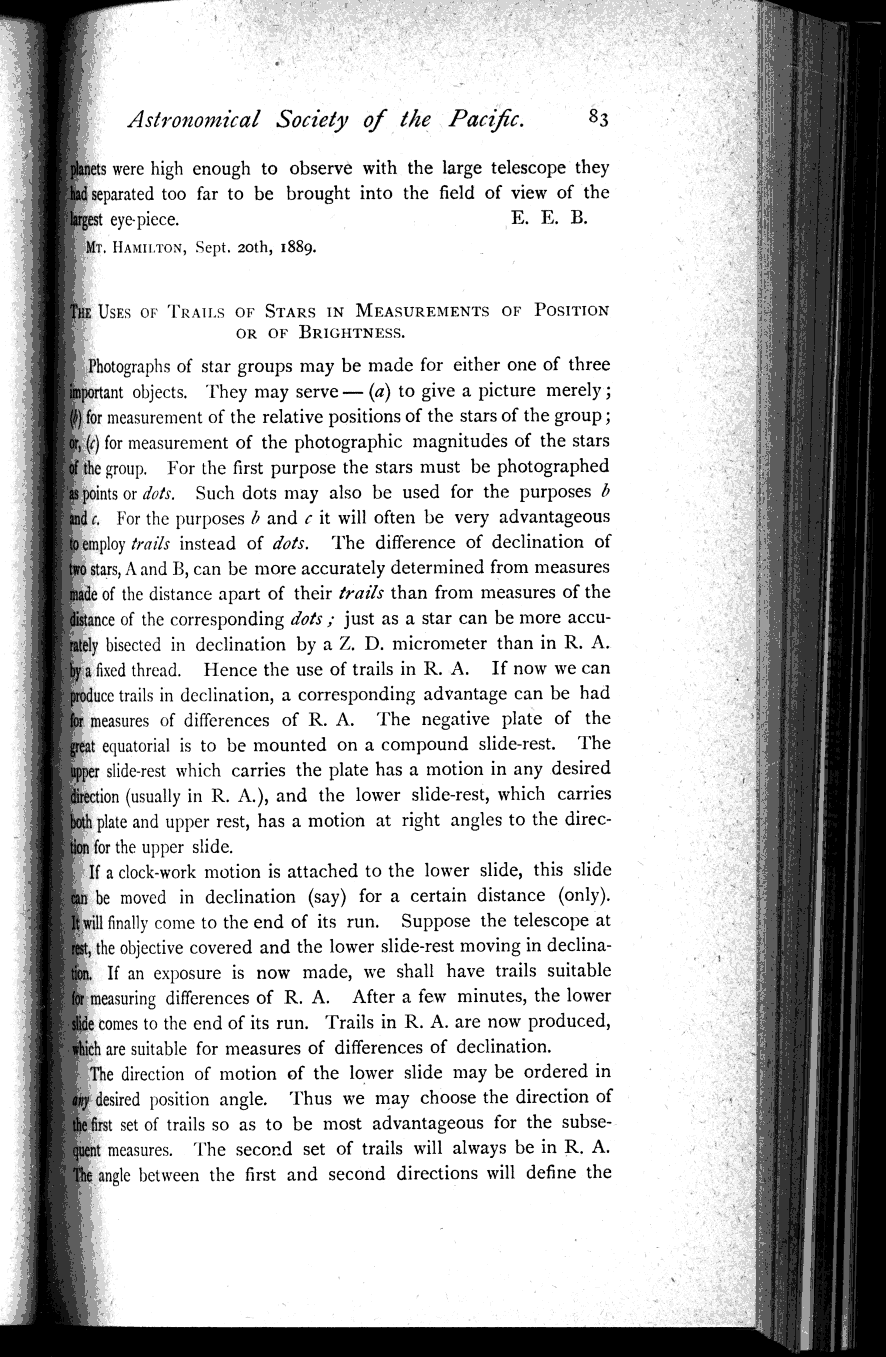 Astronomical Society of the Pacific. 83
planets were high enough to observe with the large telescope they
had separated too far to be brought into the field of view of the
largest eye-piece. E. E. B.
MT. HAMILTON, Sept. 20th, 1889.
THE USES OF TRAILS OF STARS IN MEASUREMENTS OF POSITION
OR OF BRIGHTNESS.
Photographs of star groups may be made for either one of three
important objects. They may serve — (a) to give a picture merely;
(b) for measurement of the relative positions of the stars of the group;
or, (c) for measurement of the photographic magnitudes of the stars
of the group. For the first purpose the stars must be photographed
as points or dots. Such dots may also be used for the purposes b
and c. For the purposes b and c it will often be very advantageous
to employ trails instead of dots. The difference of declination of
two stars, A and B, can be more accurately determined from measures
made of the distance apart of their trails than from measures of the
distance of the corresponding dots; just as a star can be more accu-
rately bisected in declination by a Z. D. micrometer than in R. A.
by a fixed thread. Hence the use of trails in R. A. If now we can
produce trails in declination, a corresponding advantage can be had
for measures of differences of R. A. The negative plate of the
great equatorial is to be mounted on a compound slide-rest. The
upper slide-rest which carries the plate has a motion in any desired
direction (usually in R. A.), and the lower slide-rest, which carries
both plate and upper rest, has a motion at right angles to the direc-
tion for the upper slide.
If a clock-work motion is attached to the lower slide, this slide
can be moved in declination (say) for a certain distance (only).
It will finally come to the end of its run. Suppose the telescope at
rest, the objective covered and the lower slide-rest moving in declina-
tion. If an exposure is now made, we shall have trails suitable
for measuring differences of R. A. After a few minutes, the lower
slide comes to the end of its run. Trails in R. A. are now produced,
which are suitable for measures of differences of declination.
The direction of motion of the lower slide may be ordered in
any desired position angle. Thus we may choose the direction of
the first set of trails so as to be most advantageous for the subse-
quent measures. The second set of trails will always be in R. A.
The angle between the first and second directions will define the